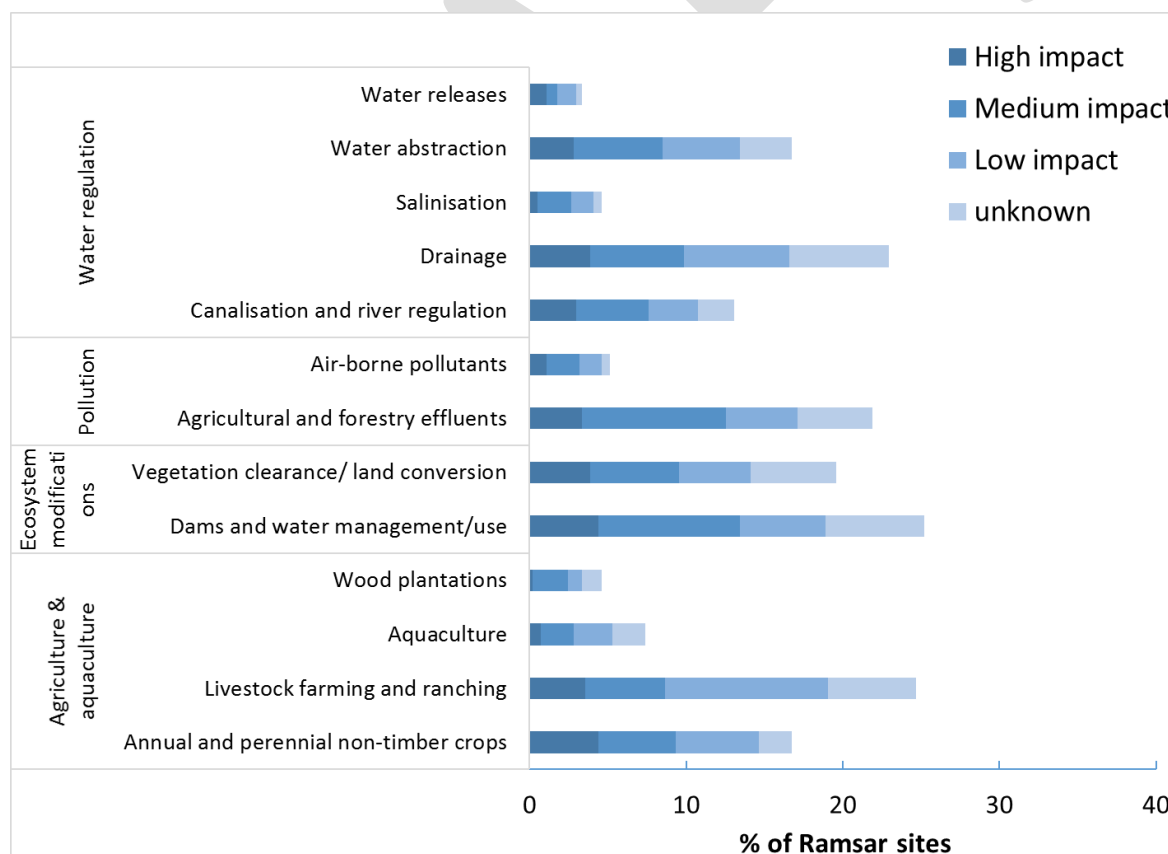 High impact
Medium impact
Low impact
unknown
Water regulation
Water releases
Water abstraction
Salinisation
Drainage
Canalisation and river regulation
Pollution
Air-borne pollutants
Agricultural and forestry effluents
Ecosystem
modificati
ons
Vegetation clearance/ land conversion
Dams and water management/use
Agriculture &
aquaculture
Wood plantations
Aquaculture
Livestock farming and ranching
Annual and perennial non-timber crops
0 10 20 30 40
% of Ramsar sites